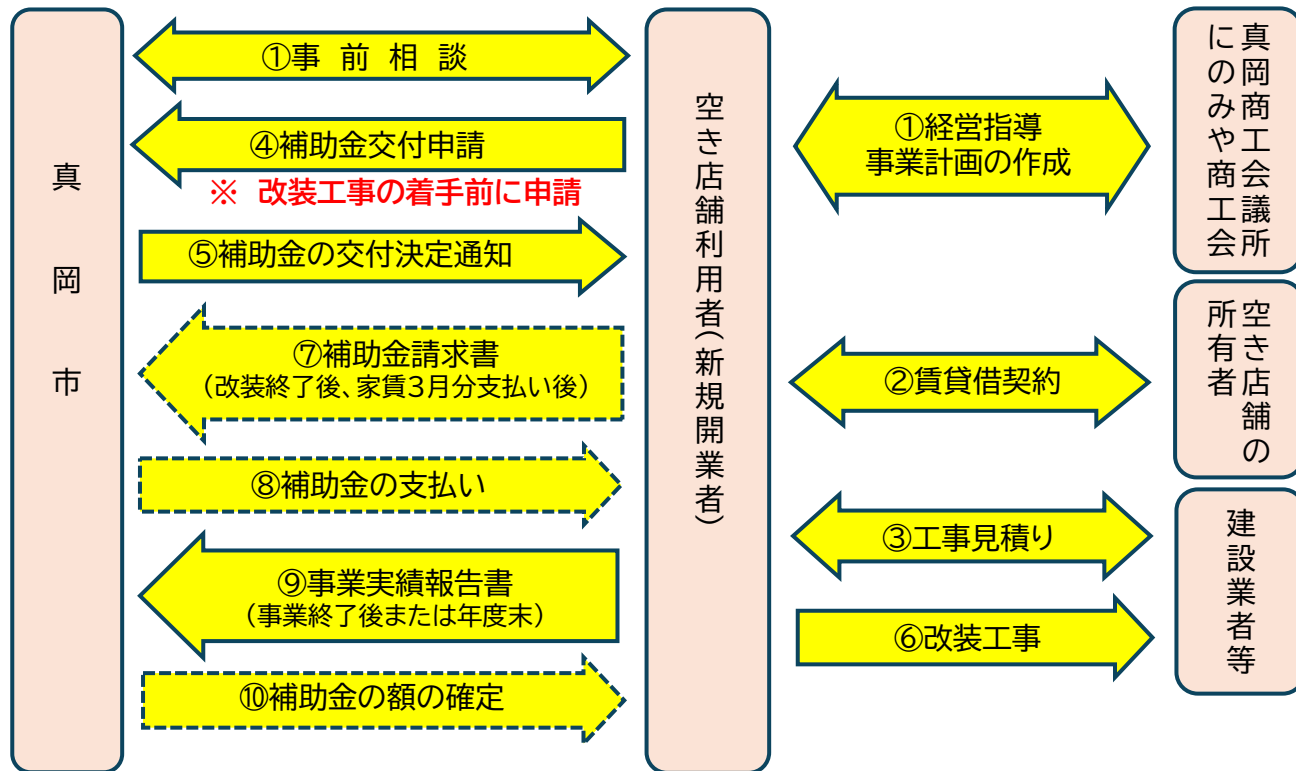 真岡市
①事 前 相 談
④補助金交付申請
※ 改装工事の着手前に申請
⑤補助金の交付決定通知
⑦補助金請求書
（改装終了後、家賃3月分支払い後）
⑧補助金の支払い
⑨事業実績報告書
（事業終了後または年度末）
⑩補助金の額の確定
空き店舗利用者（新規開業者）
①経営指導
事業計画の作成
②賃貸借契約
③工事見積り
⑥改装工事
真岡商工会議所
にのみや商工会
空き店舗の
所有者
建設業者等